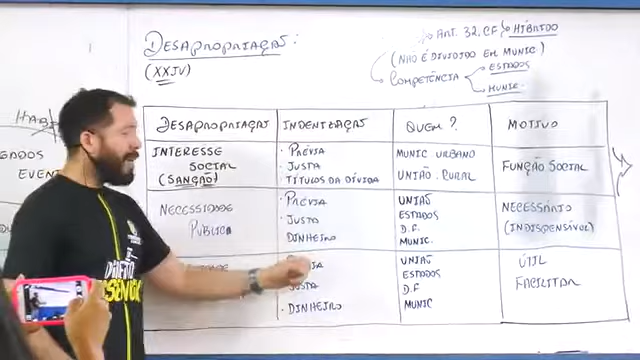 DESAPROPRIAÇÃO:
(XXIV)
ART. 32, CF HÍBRIDO
(NÃO É DIVIDIDO EM MUNIC)
COMPETÊNCIA ESTADOS
MUNIC.
DESAPROPRIAÇÃO INDENIZAÇÃO QUEM? MOTIVO
INTERESSE
SOCIAL
(SANÇÃO)
· PRÉVIA
· JUSTA
· TÍTULOS DA DÍVIDA
MUNIC URBANO
UNIÃO. RURAL
FUNÇÃO SOCIAL
NECESSIDADE
PÚBLICA
· PRÉVIA
· JUSTA
DINHEIRO
UNIÃO
ESTADOS
D.F.
MUNIC.
NECESSÁRIO
(INDISPENSÁVEL)
JUSTA
· DINHEIRO
UNIÃO
ESTADOS
D.F
MUNIC
ÚTIL
FACILITAR
EVEN